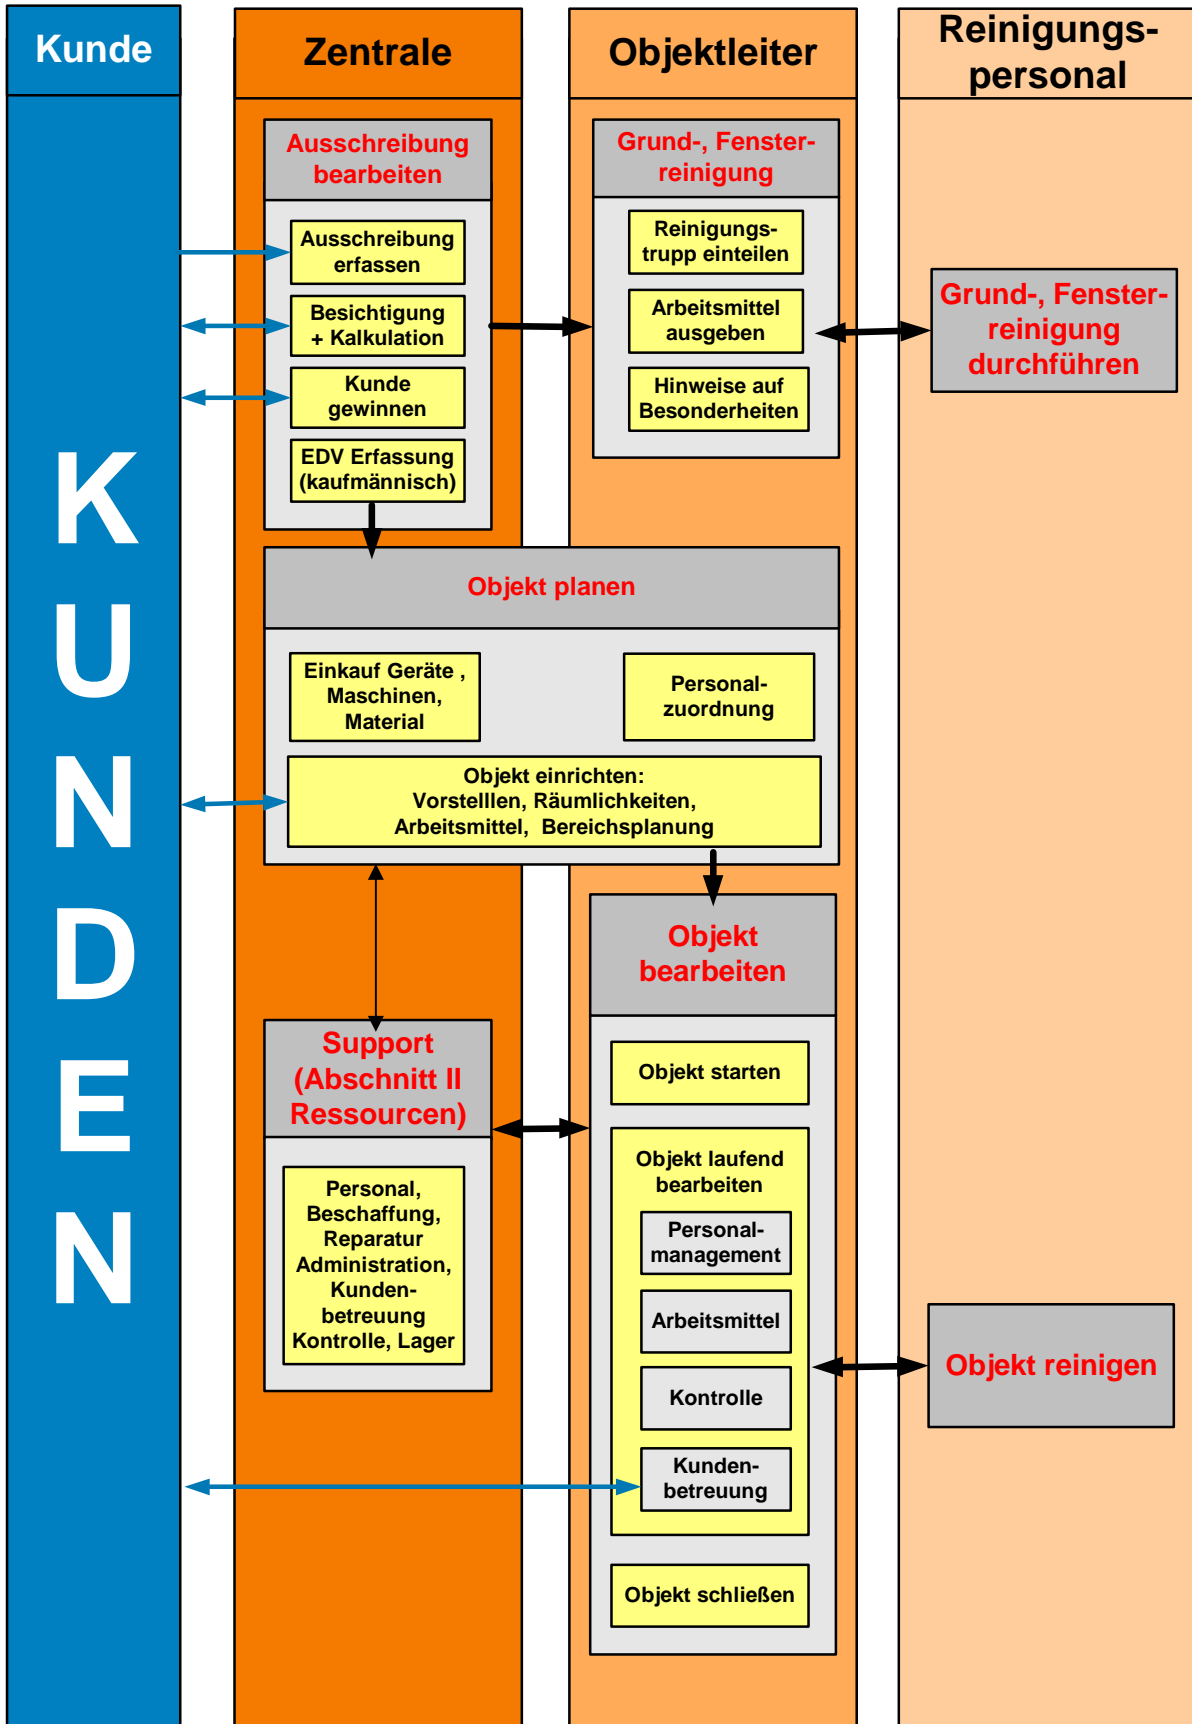 Kunde
Zentrale
Objektleiter
Reinigungs-
personal
K
U
N
D
E
N
Ausschreibung
bearbeiten
Ausschreibung
erfassen
Besichtigung
+ Kalkulation
Kunde
gewinnen
EDV Erfassung
(kaufmännisch)
Grund-, Fenster-
reinigung
Reinigungs-
trupp einteilen
Arbeitsmittel
ausgeben
Hinweise auf
Besonderheiten
Grund-, Fenster-
reinigung
durchführen
Objekt planen
Einkauf Geräte ,
Maschinen,
Material
Personal-
zuordnung
Objekt einrichten:
Vorstelllen, Räumlichkeiten,
Arbeitsmittel, Bereichsplanung
Support
(Abschnitt II
Ressourcen)
Personal,
Beschaffung,
Reparatur
Administration,
Kunden-
betreuung
Kontrolle, Lager
Objekt
bearbeiten
Objekt starten
Objekt laufend
bearbeiten
Personal-
management
Arbeitsmittel
Kontrolle
Kunden-
betreuung
Objekt schließen
Objekt reinigen